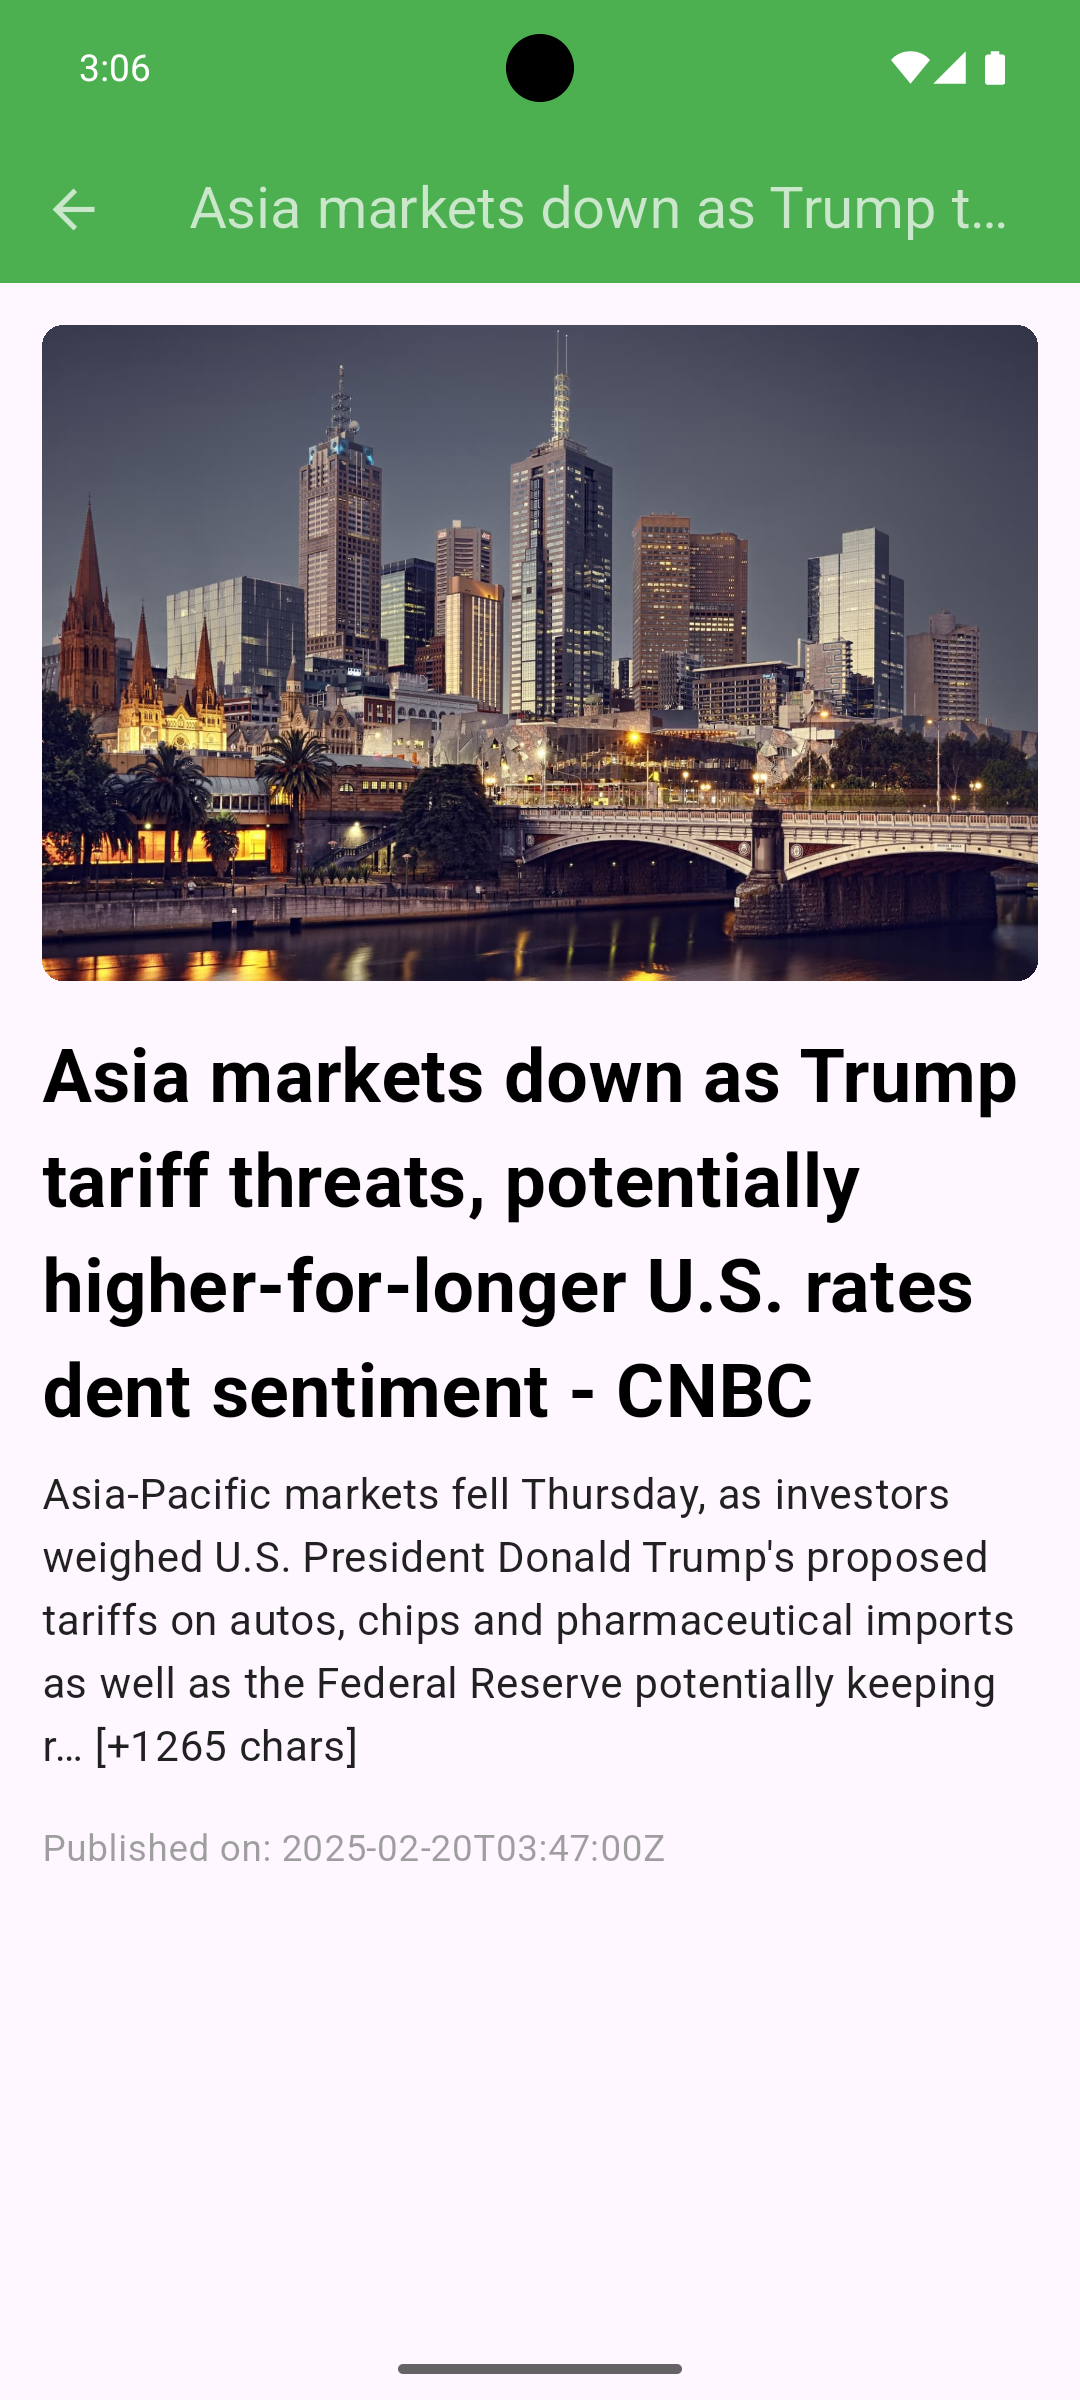 3:06
Asia markets down as Trump t...
Asia markets down as Trump
tariff threats, potentially
higher-for-longer U.S. rates
dent sentiment - CNBC
Asia-Pacific markets fell Thursday, as investors
weighed U.S. President Donald Trump's proposed
tariffs on autos, chips and pharmaceutical imports
as well as the Federal Reserve potentially keeping
r… [+1265 chars]
Published on: 2025-02-20T03:47:00Z